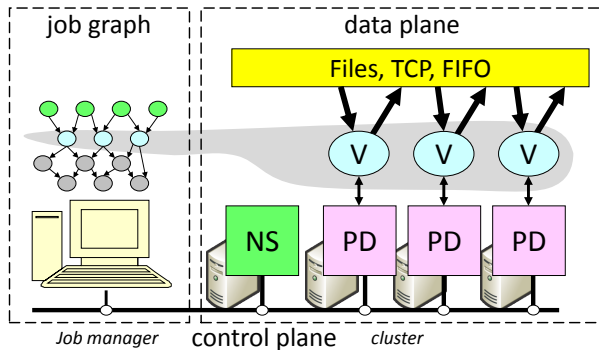 job graph
data plane
Files, TCP, FIFO
V V V
NS PD PD PD
Job manager control plane cluster